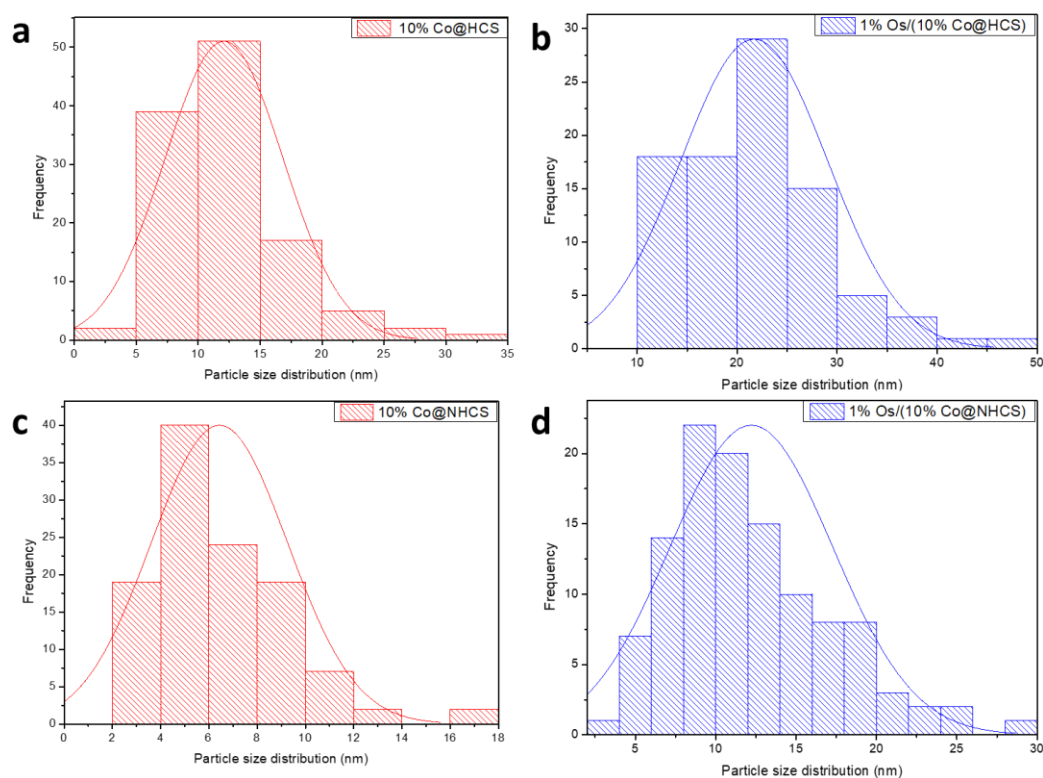 a
10% Co@HCS
50
40
30
20
10
0
Frequency
0 5 10 15 20 25 30 35
Particle size distribution (nm)
b
1% Os/(10% Co@HCS)
30
25
20
15
10
5
0
Frequency
10 20 30 40 50
Particle size distribution (nm)
c
10% Co@NHCS
40
35
30
25
20
15
10
5
0
Frequency
0 2 4 6 8 10 12 14 16 18
Particle size distribution (nm)
d
1% Os/(10% Co@NHCS)
20
15
10
5
0
Frequency
5 10 15 20 25 30
Particle size distribution (nm)